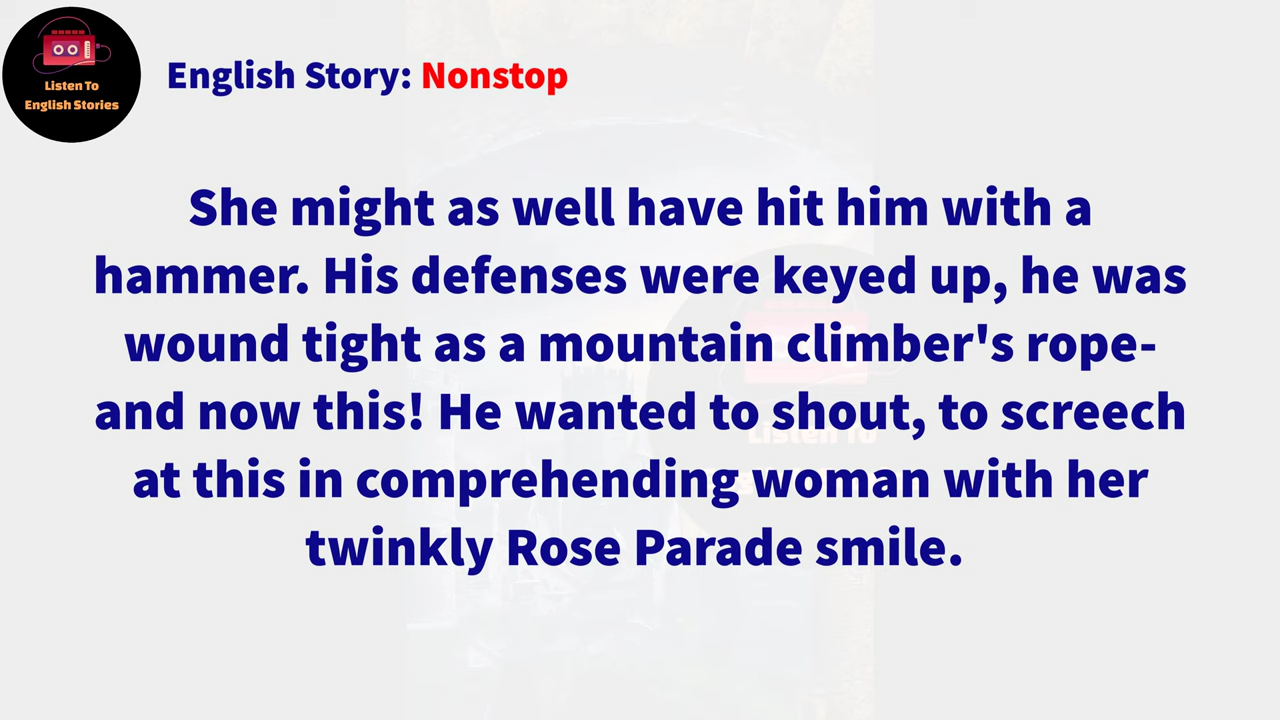 Listen To
English Stories
English Story: Nonstop
She might as well have hit him with a
hammer. His defenses were keyed up, he was
wound tight as a mountain climber's rope-
and now this! He wanted to shout, to screech
at this in comprehending woman with her
twinkly Rose Parade smile.
Listen To